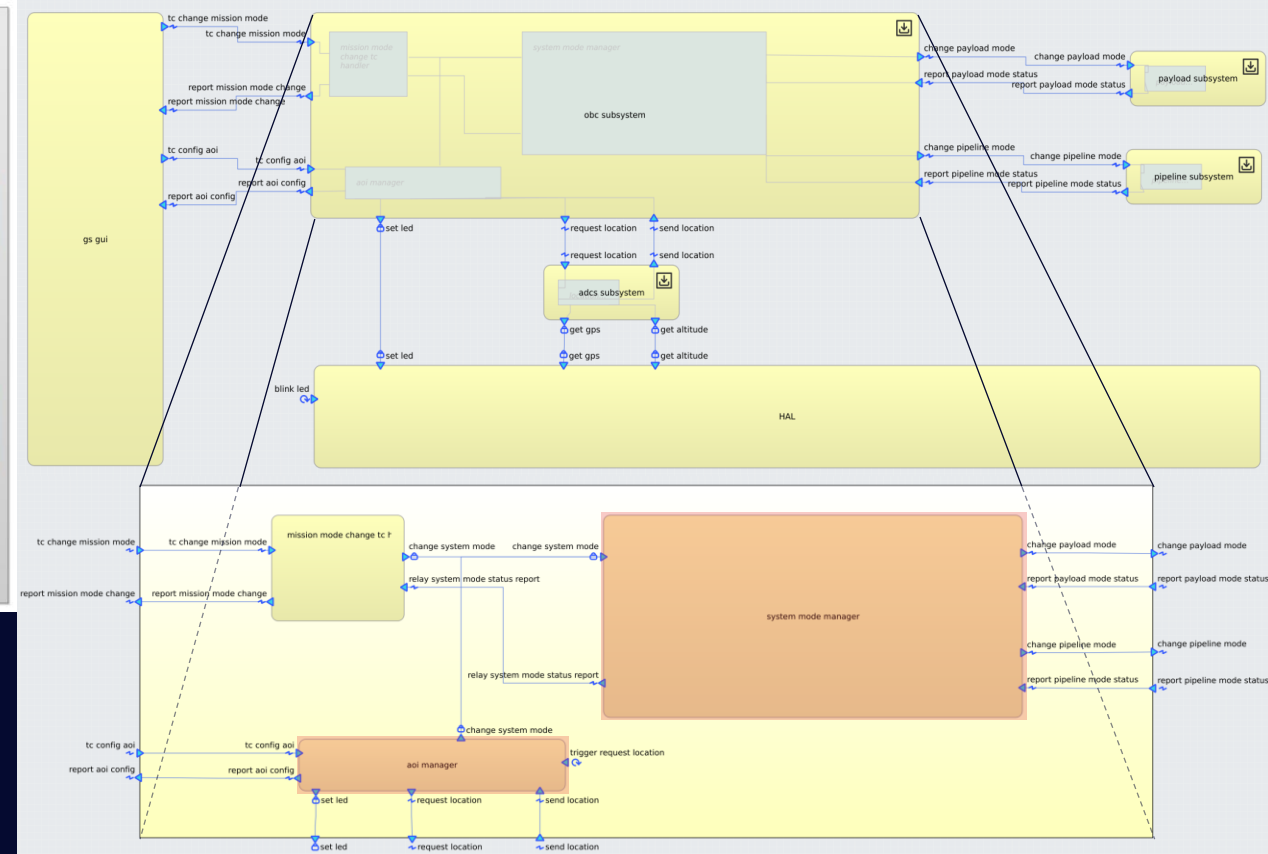 tc change mission mode
tc change mission mode
mission mode
change tc
handler
system mode manager
change payload mode
change payload mode
payload subsystem
report payload mode status
report payload mode status
report mission mode change
report mission mode change
obc subsystem
tc config aoi
tc config aoi
change pipeline mode
change pipeline mode
pipeline subsystem
report pipeline mode status
report pipeline mode status
report aoi config
report aoi config
aoi manager
set led
request location
send location
gs gui
request location
send location
adcs subsystem
get gps
get altitude
set led
get gps
get altitude
blink led
HAL
mission mode change tc h
tc change mission mode
tc change mission mode
change system mode
change system mode
change payload mode
change payload mode
relay system mode status report
report payload mode status
report payload mode status
report mission mode change
report mission mode change
system mode manager
change pipeline mode
change pipeline mode
relay system mode status report
report pipeline mode status
report pipeline mode status
change system mode
tc config aoi
tc config aoi
trigger request location
report aoi config
report aoi config
aoi manager
set led
request location
send location
set led
request location
send location